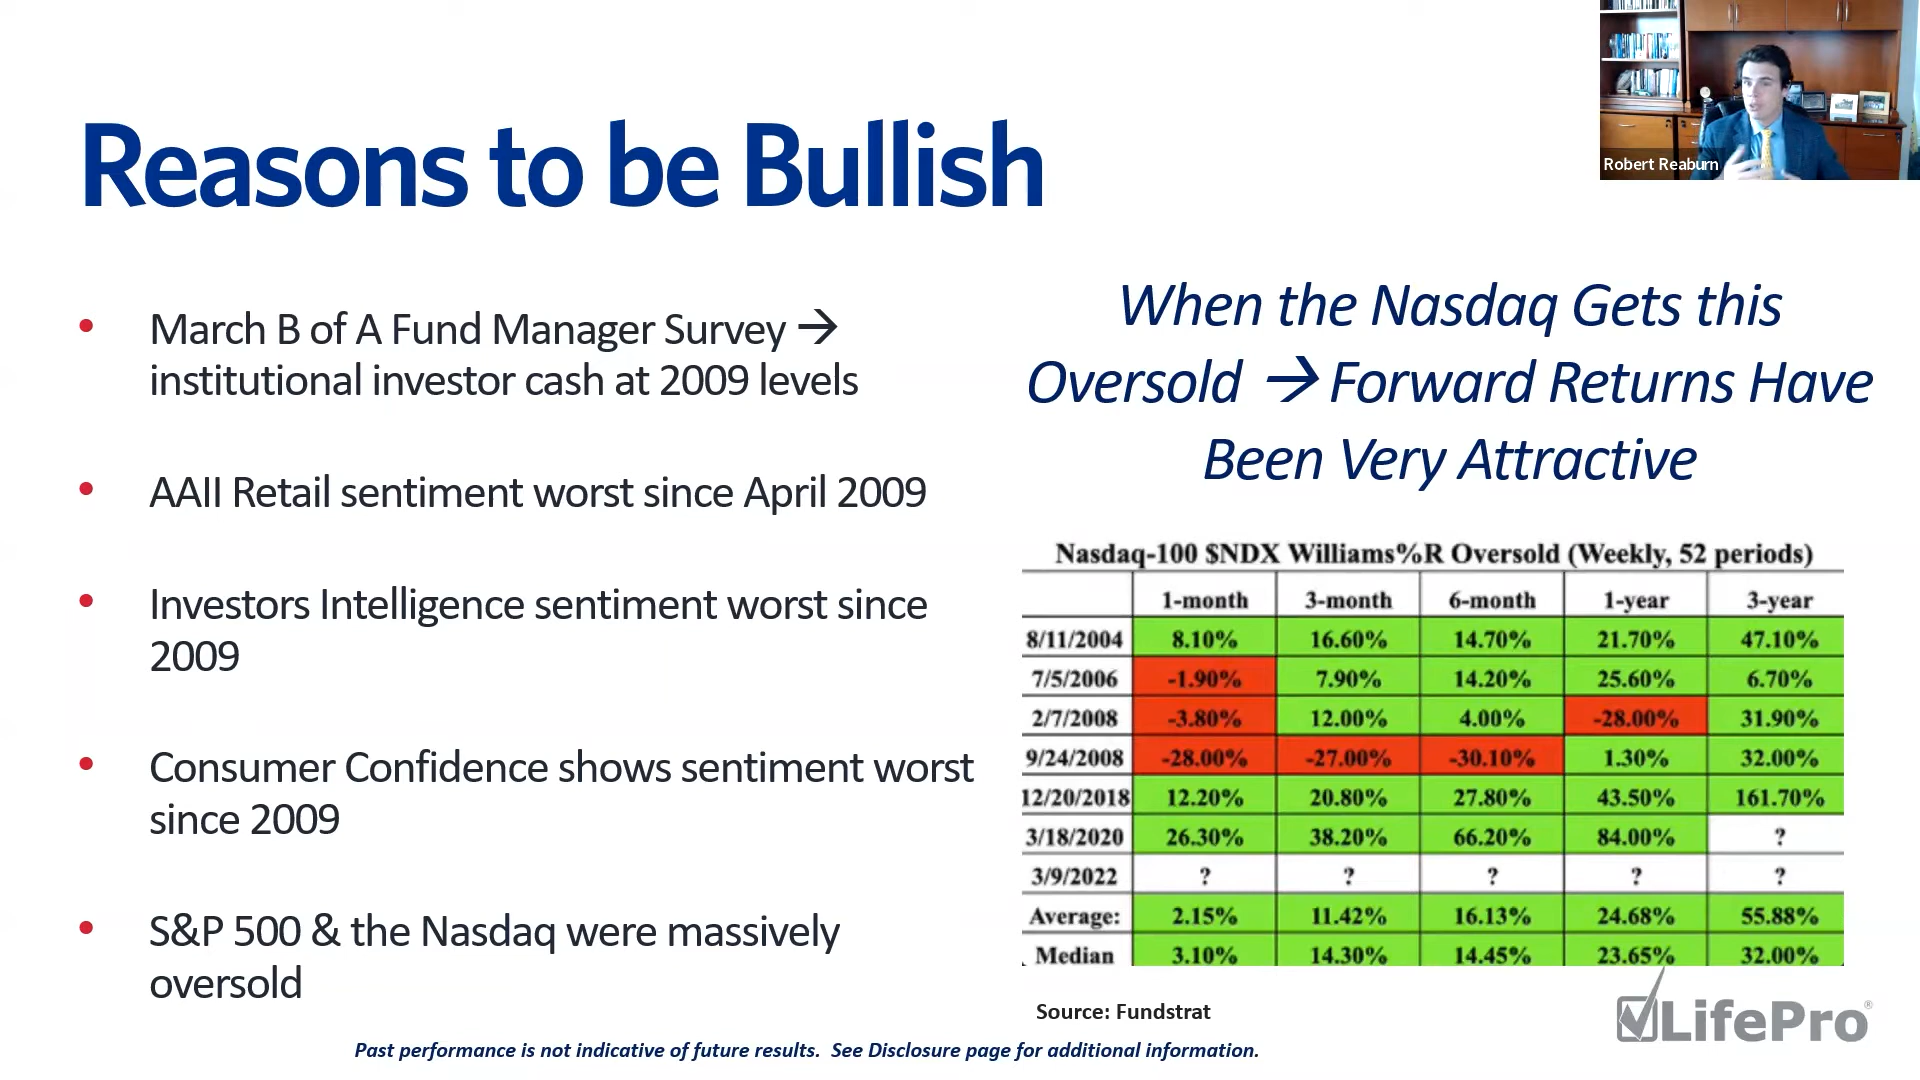 Robert Reaburn
Reasons to be Bullish
• March B of A Fund Manager Survey →
institutional investor cash at 2009 levels
• AAII Retail sentiment worst since April 2009
• Investors Intelligence sentiment worst since
2009
• Consumer Confidence shows sentiment worst
since 2009
• S&P 500 & the Nasdaq were massively
oversold
When the Nasdaq Gets this
Oversold → Forward Returns Have
Been Very Attractive
Nasdaq-100 $NDX Williams%R Oversold (Weekly, 52 periods)
1-month 3-month 6-month 1-year 3-year
8/11/2004 8.10% 16.60% 14.70% 21.70% 47.10%
7/5/2006 -1.90% 7.90% 14.20% 25.60% 6.70%
2/7/2008 -3.80% 12.00% 4.00% -28.00% 31.90%
9/24/2008 -28.00% -27.00% -30.10% 1.30% 32.00%
12/20/2018 12.20% 20.80% 27.80% 43.50% 161.70%
3/18/2020 26.30% 38.20% 66.20% 84.00% ?
3/9/2022 ? ? ? ? ?
Average: 2.15% 11.42% 16.13% 24.68% 55.88%
Median 3.10% 14.30% 14.45% 23.65% 32.00%
Source: Fundstrat
LifePro®
Past performance is not indicative of future results. See Disclosure page for additional information.